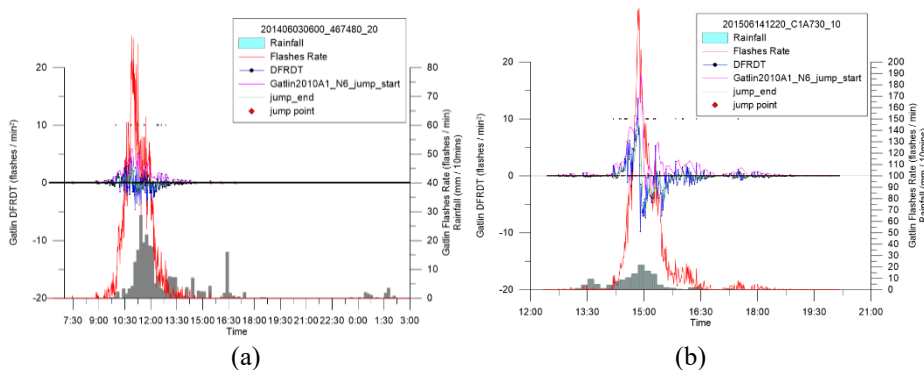 201406030600_467480_20
Rainfall
Flashes Rate
DFRDT
Gatlin2010A1_N6_jump_start
jump_end
jump point
20
10
0
-10
-20
Gatlin DFRDT (flashes / min²)
80
70
60
50
40
30
20
10
0
Gatlin Flashes Rate (flashes / min)
Rainfall (mm / 10mins)
7:30 9:00 10:30 12:00 13:30 15:00 16:30 18:00 19:30 21:00 22:30 0:00 1:30 3:00
Time
(a)
201506141220_C1A730_10
Rainfall
Flashes Rate
DFRDT
Gatlin2010A1_N6_jump_start
jump_end
jump point
20
10
0
-10
-20
Gatlin DFRDT (flashes / min²)
200
190
180
170
160
150
140
130
120
110
100
90
80
70
60
50
40
30
20
10
0
Gatlin Flashes Rate (flashes / min)
Rainfall (mm / 10mins)
12:00 13:30 15:00 16:30 18:00 19:30 21:00
Time
(b)